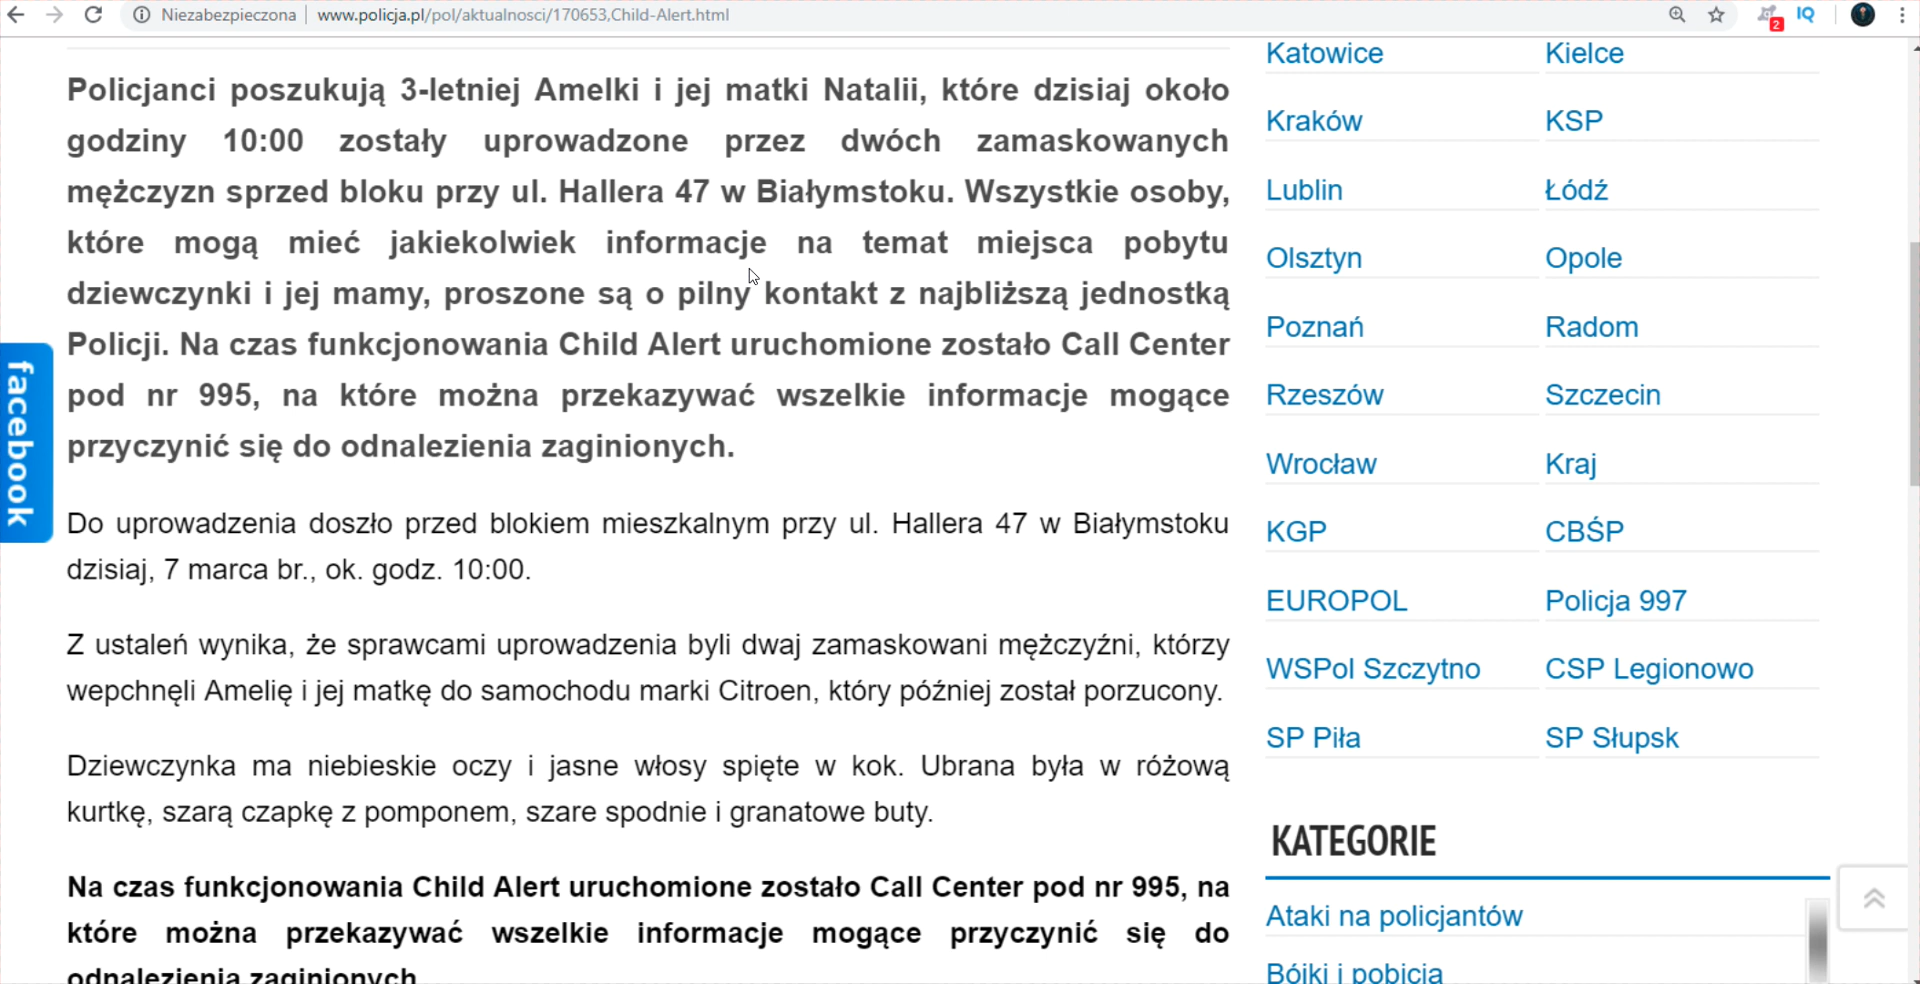 Niezabezpieczona
www.policja.pl/pol/aktualnosci/170653,Child-Alert.html
2
IQ
Policjanci poszukują 3-letniej Amelki i jej matki Natalii, które dzisiaj około
godziny 10:00 zostały uprowadzone przez dwóch zamaskowanych
mężczyzn sprzed bloku przy ul. Hallera 47 w Białymstoku. Wszystkie osoby,
które mogą mieć jakiekolwiek informacje na temat miejsca pobytu
dziewczynki i jej mamy, proszone są o pilny kontakt z najbliższą jednostką
Policji. Na czas funkcjonowania Child Alert uruchomione zostało Call Center
pod nr 995, na które można przekazywać wszelkie informacje mogące
przyczynić się do odnalezienia zaginionych.
Do uprowadzenia doszło przed blokiem mieszkalnym przy ul. Hallera 47 w Białymstoku
dzisiaj, 7 marca br., ok. godz. 10:00.
Z ustaleń wynika, że sprawcami uprowadzenia byli dwaj zamaskowani mężczyźni, którzy
wepchnęli Amelię i jej matkę do samochodu marki Citroen, który później został porzucony.
Dziewczynka ma niebieskie oczy i jasne włosy spięte w kok. Ubrana była w różową
kurtkę, szarą czapkę z pomponem, szare spodnie i granatowe buty.
Na czas funkcjonowania Child Alert uruchomione zostało Call Center pod nr 995, na
które można przekazywać wszelkie informacje mogące przyczynić się do
odnalezienia zaginionych
facebook
Katowice
Kielce
Kraków
KSP
Lublin
Łódź
Olsztyn
Opole
Poznań
Radom
Rzeszów
Szczecin
Wrocław
Kraj
KGP
CBŚP
EUROPOL
Policja 997
WSPol Szczytno
CSP Legionowo
SP Piła
SP Słupsk
KATEGORIE
Ataki na policjantów
Bójki i pobicia